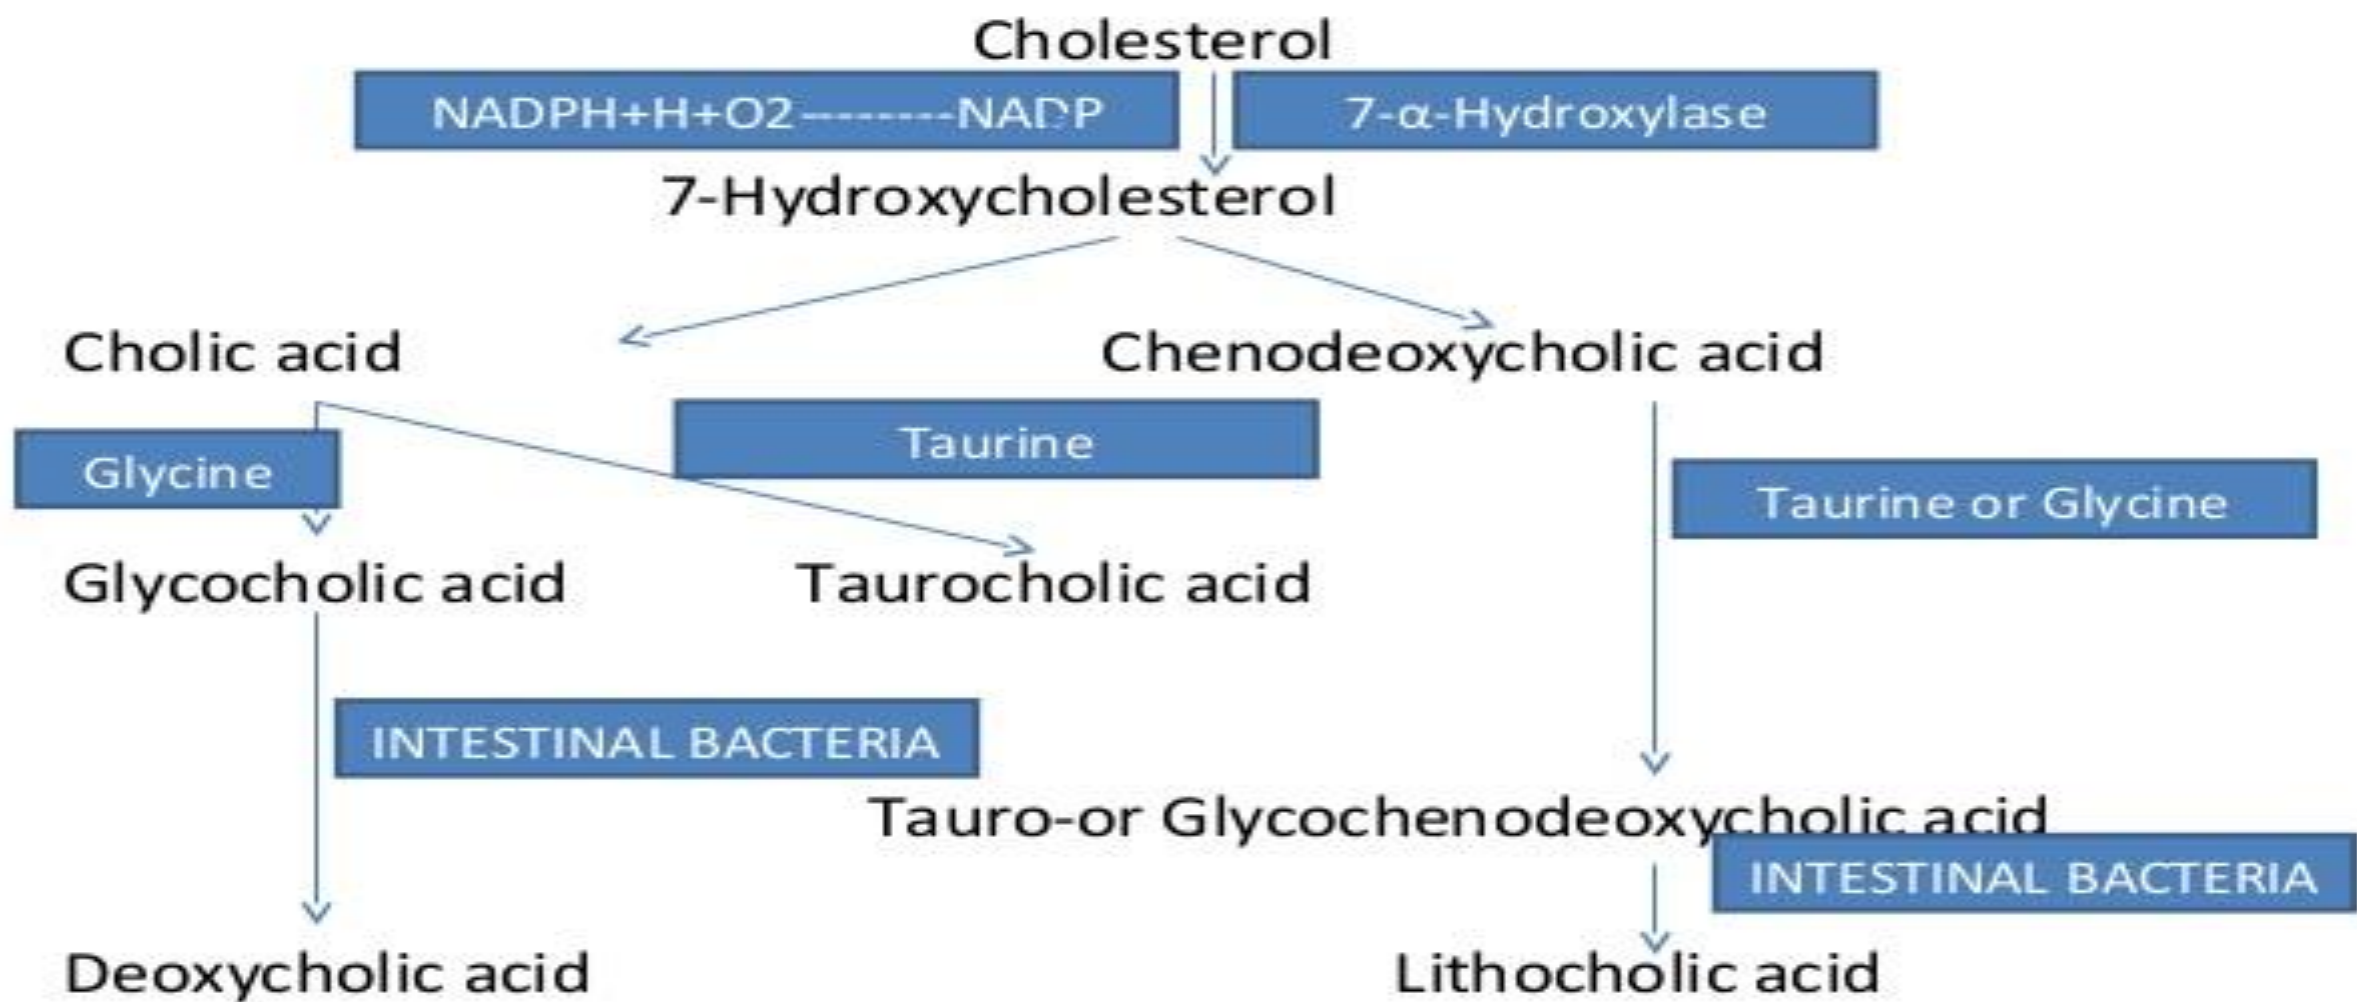 Cholesterol
NADPH+H+O2--------NADP
7-α-Hydroxylase
7-Hydroxycholesterol
Cholic acid
Chenodeoxycholic acid
Taurine
Glycine
Taurine or Glycine
Glycocholic acid
Taurocholic acid
INTESTINAL BACTERIA
Tauro-or Glycochenodeoxycholic acid
INTESTINAL BACTERIA
Deoxycholic acid
Lithocholic acid